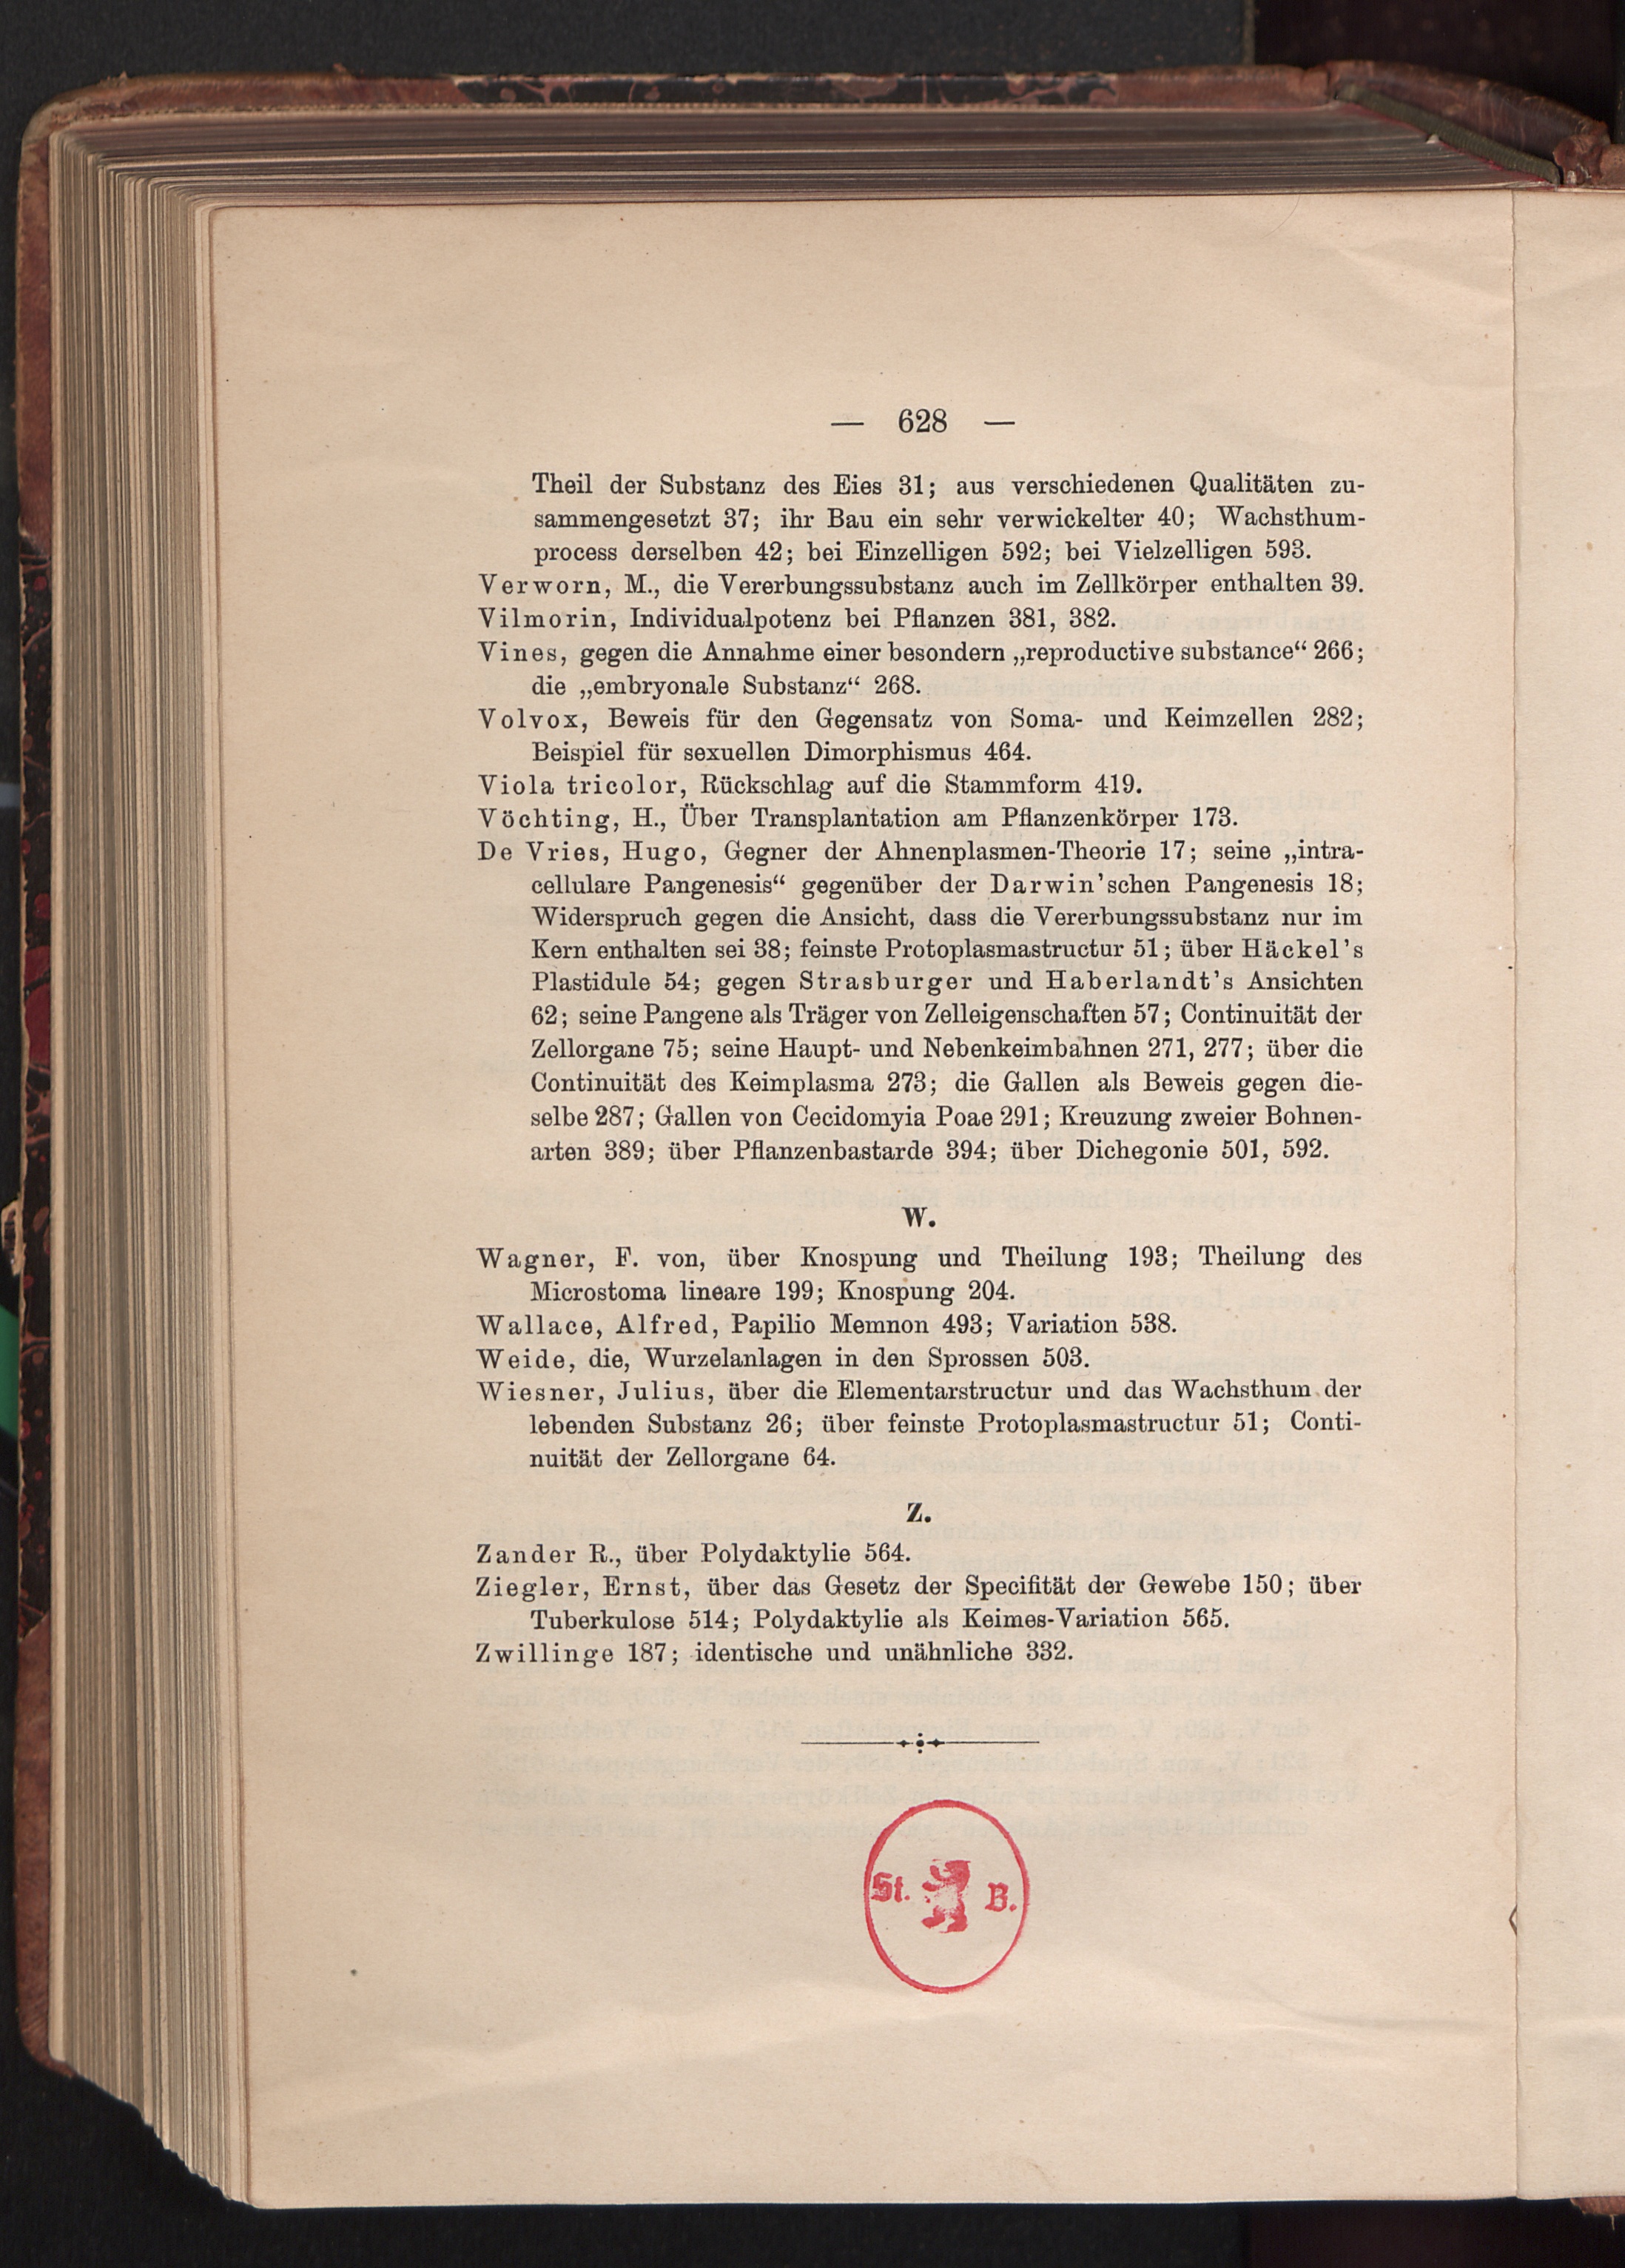 — 628 —
Theil der Substanz des Eies 31; aus verschiedenen Qualitäten zu-
sammengesetzt 37; ihr Bau ein sehr verwickelter 40; Wachsthum-
process derselben 42; bei Einzelligen 592; bei Vielzelligen 593.
Verworn, M., die Vererbungssubstanz auch im Zellkörper enthalten 39.
Vilmorin, Individualpotenz bei Pflanzen 381, 382.
Vines, gegen die Annahme einer besondern „reproductive substance“ 266;
die „embryonale Substanz“ 268.
Volvox, Beweis für den Gegensatz von Soma- und Keimzellen 282;
Beispiel für sexuellen Dimorphismus 464.
Viola tricolor, Rückschlag auf die Stammform 419.
Vöchting, H., Über Transplantation am Pflanzenkörper 173.
De Vries, Hugo, Gegner der Ahnenplasmen-Theorie 17; seine „intra-
cellulare Pangenesis“ gegenüber der Darwin'schen Pangenesis 18;
Widerspruch gegen die Ansicht, dass die Vererbungssubstanz nur im
Kern enthalten sei 38; feinste Protoplasmastructur 51; über Häckel's
Plastidule 54; gegen Strasburger und Haberlandt's Ansichten
62; seine Pangene als Träger von Zelleigenschaften 57; Continuität der
Zellorgane 75; seine Haupt- und Nebenkeimbahnen 271, 277; über die
Continuität des Keimplasma 273; die Gallen als Beweis gegen die-
selbe 287; Gallen von Cecidomyia Poae 291; Kreuzung zweier Bohnen-
arten 389; über Pflanzenbastarde 394; über Dichegonie 501, 592.
W.
Wagner, F. von, über Knospung und Theilung 193; Theilung des
Microstoma lineare 199; Knospung 204.
Wallace, Alfred, Papilio Memnon 493; Variation 538.
Weide, die, Wurzelanlagen in den Sprossen 503.
Wiesner, Julius, über die Elementarstructur und das Wachsthum der
lebenden Substanz 26; über feinste Protoplasmastructur 51; Conti-
nuität der Zellorgane 64.
Z.
Zander R., über Polydaktylie 564.
Ziegler, Ernst, über das Gesetz der Specifität der Gewebe 150; über
Tuberkulose 514; Polydaktylie als Keimes-Variation 565.
Zwillinge 187; identische und unähnliche 332.
St. B.